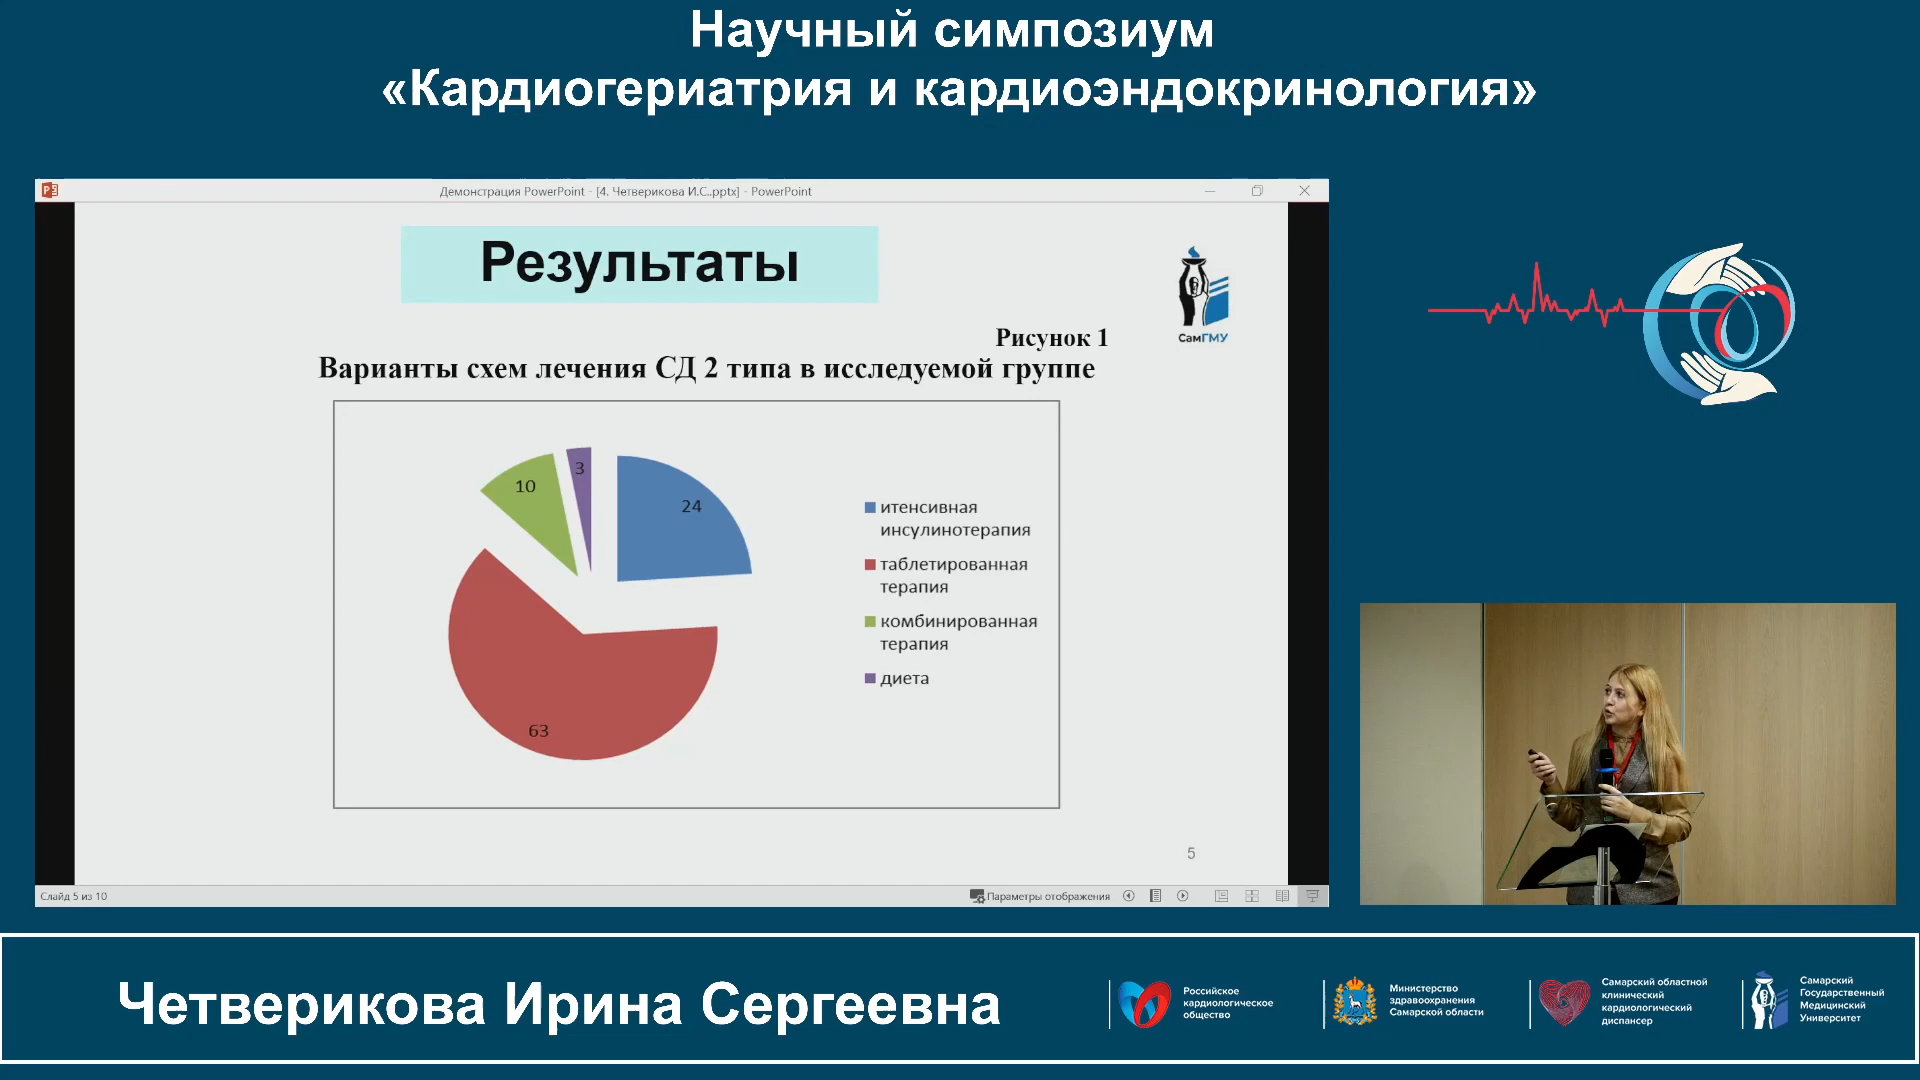 Научный симпозиум
«Кардиогериатрия и кардиоэндокринология»
Демонстрация PowerPoint - [4. Четверикова И.С..pptx] - PowerPoint
Результаты
СамГМУ
Рисунок 1
Варианты схем лечения СД 2 типа в исследуемой группе
3
10
24
63
итенсивная
инсулинотерапия
таблетированная
терапия
комбинированная
терапия
диета
5
Слайд 5 из 10
Параметры отображения
Четверикова Ирина Сергеевна
Российское
кардиологическое
общество
Министерство
здравоохранения
Самарской области
Самарский областной
клинический
кардиологический
диспансер
Самарский
Государственный
Медицинский
Университет